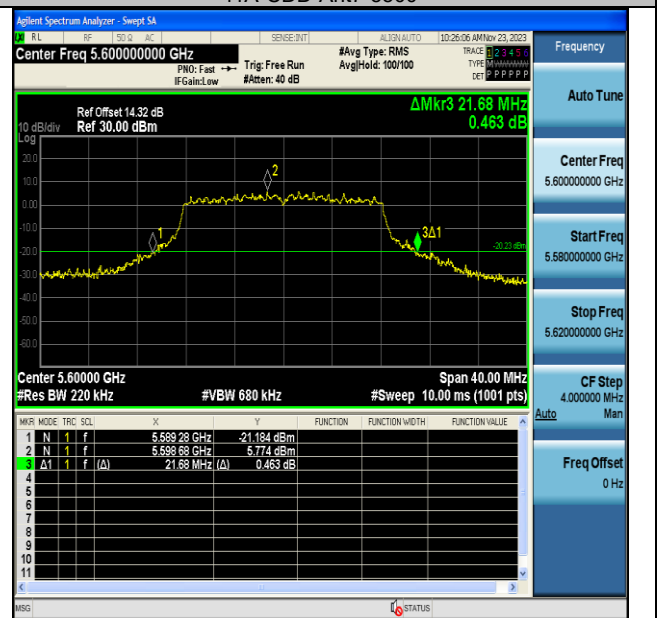 Agilent Spectrum Analyzer - Swept SA
RL RF 50 Ω AC SENSE:INT ALIGN AUTO 10:26:06 AM Nov 23, 2023
Center Freq 5.600000000 GHz
PNO: Fast
IFGain:Low
Trig: Free Run
#Atten: 40 dB
#Avg Type: RMS
Avg|Hold: 100/100
TRACE 1 2 3 4 5 6
TYPE M
DET P P P P P P
Frequency
Auto Tune
Center Freq
5.600000000 GHz
Start Freq
5.580000000 GHz
Stop Freq
5.620000000 GHz
CF Step
4.000000 MHz
Auto Man
Freq Offset
0 Hz
ΔMkr3 21.68 MHz
0.463 dB
Ref Offset 14.32 dB
10 dB/div Ref 30.00 dBm
Log
20.0
10.0
0.00
-10.0
-20.0
-30.0
-40.0
-50.0
-60.0
1
2
3Δ1
-20.23 dBm
Center 5.60000 GHz Span 40.00 MHz
#Res BW 220 kHz #VBW 680 kHz #Sweep 10.00 ms (1001 pts)
MKR MODE TRC SCL X Y FUNCTION FUNCTION WIDTH FUNCTION VALUE
1 N 1 f 5.589 28 GHz -21.184 dBm
2 N 1 f 5.598 68 GHz 5.774 dBm
3 Δ1 1 f (Δ) 21.68 MHz (Δ) 0.463 dB
4
5
6
7
8
9
10
11
MSG STATUS